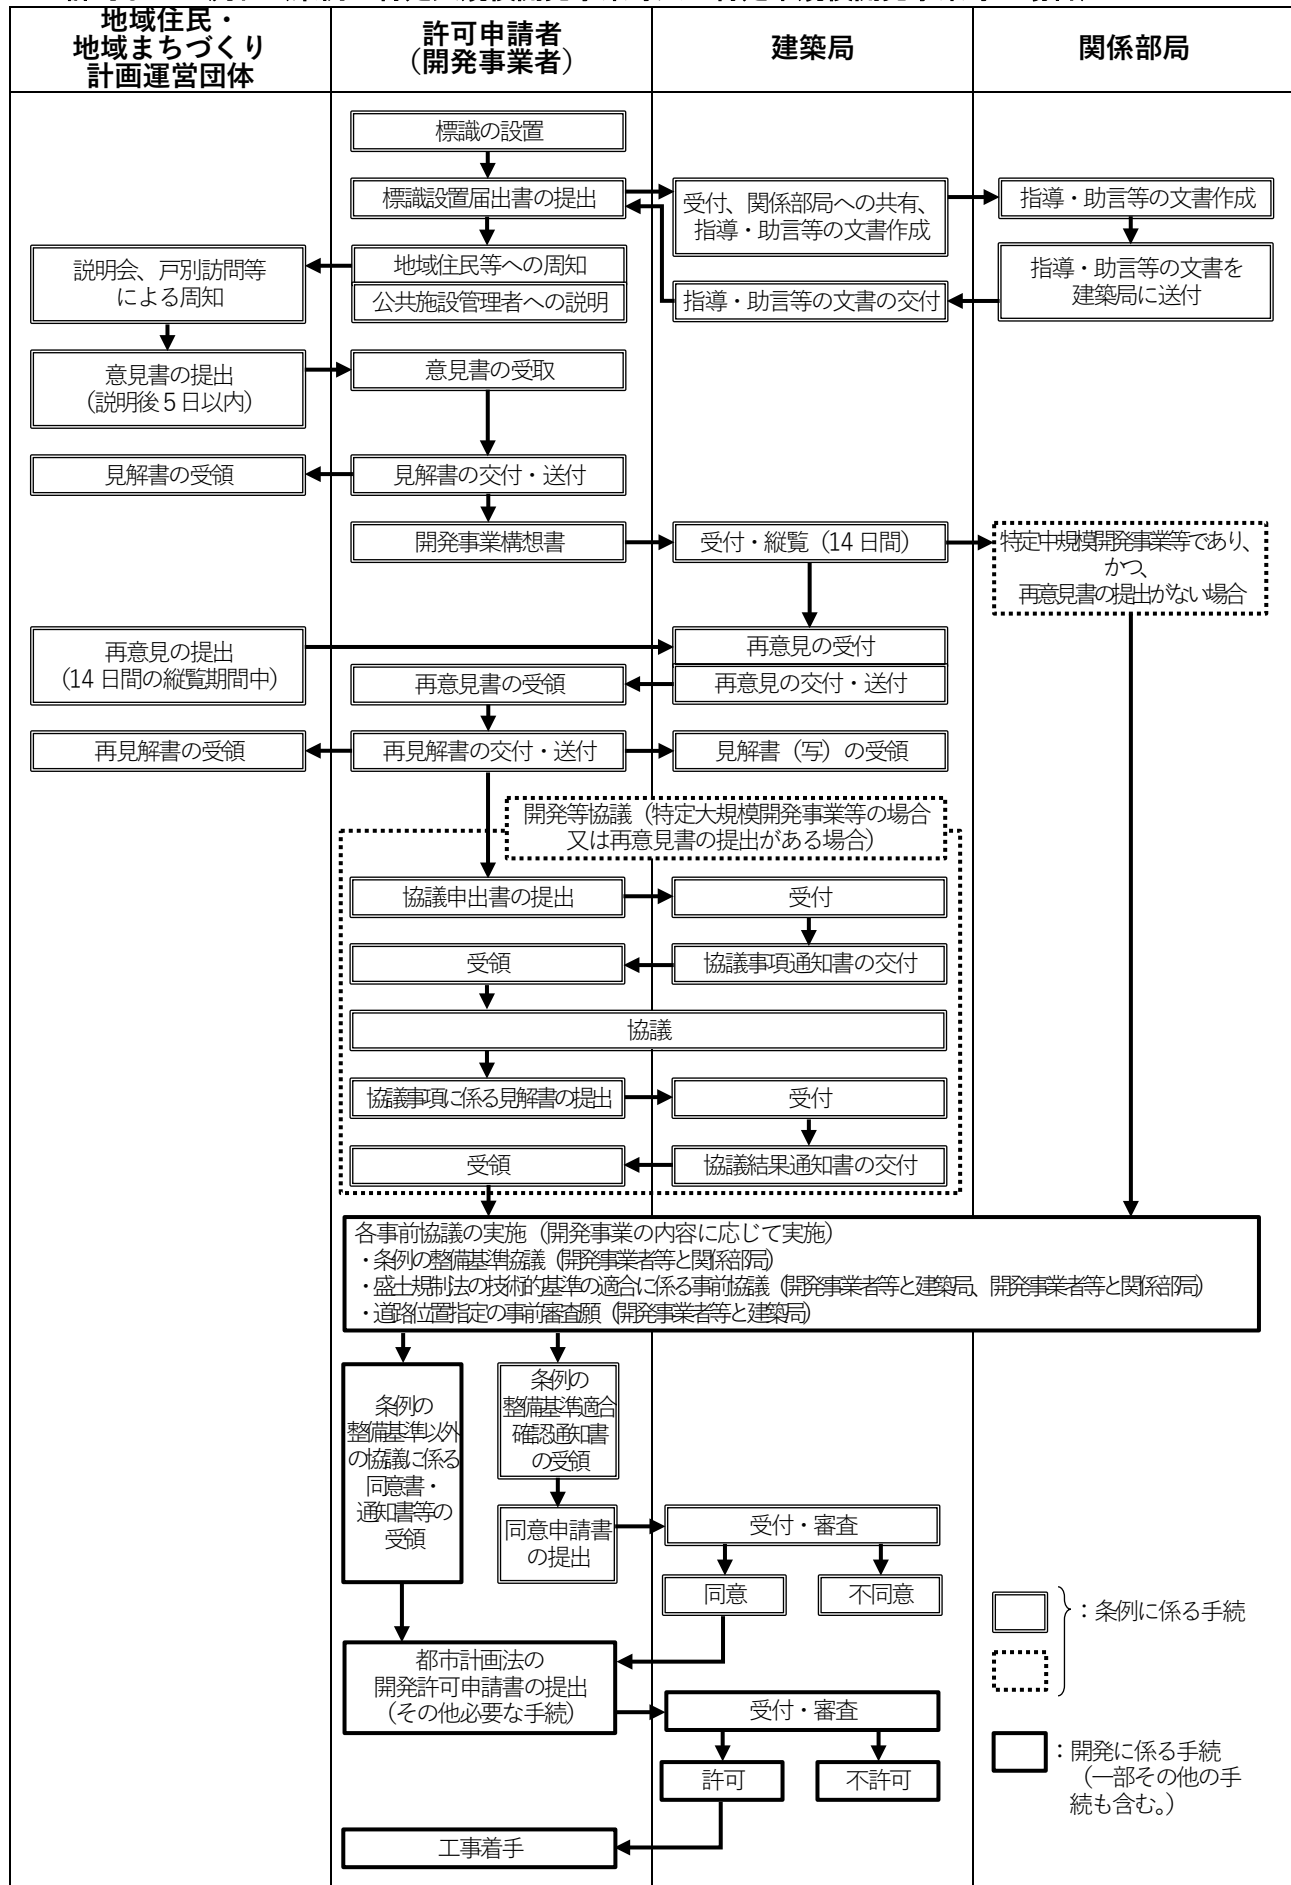 地域住民・
地域まちづくり
計画運営団体
許可申請者
（開発事業者）
建築局
関係部局
標識の設置
標識設置届出書の提出
受付、関係部局への共有、
指導・助言等の文書作成
指導・助言等の文書作成
説明会、戸別訪問等
による周知
地域住民等への周知
公共施設管理者への説明
指導・助言等の文書の交付
指導・助言等の文書を
建築局に送付
意見書の提出
（説明後５日以内）
意見書の受取
見解書の受領
見解書の交付・送付
開発事業構想書
受付・縦覧（14 日間）
特定中規模開発事業等であり、
かつ、
再意見書の提出がない場合
再意見の提出
（14 日間の縦覧期間中）
再意見の受付
再意見書の受領
再意見の交付・送付
再見解書の受領
再見解書の交付・送付
見解書（写）の受領
開発等協議（特定大規模開発事業等の場合
又は再意見書の提出がある場合）
協議申出書の提出
受付
受領
協議事項通知書の交付
協議
協議事項に係る見解書の提出
受付
受領
協議結果通知書の交付
各事前協議の実施（開発事業の内容に応じて実施）
・条例の整備基準協議（開発事業者等と関係部局）
・盛土規制法の技術的基準の適合に係る事前協議（開発事業者等と建築局、開発事業者等と関係部局）
・道路位置指定の事前審査願（開発事業者等と建築局）
条例の
整備基準以外
の協議に係る
同意書・
通知書等の
受領
条例の
整備基準適合
確認通知書
の受領
同意申請書
の提出
受付・審査
同意
不同意
：条例に係る手続
都市計画法の
開発許可申請書の提出
（その他必要な手続）
受付・審査
許可
不許可
：開発に係る手続
（一部その他の手
続も含む。）
工事着手